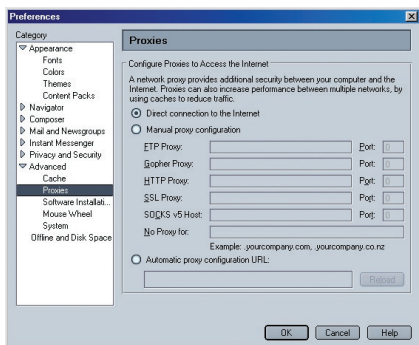 Preferences
Category
Appearance
Fonts
Colors
Themes
Content Packs
Navigator
Composer
Mail and Newsgroups
Instant Messenger
Privacy and Security
Advanced
Cache
Proxies
Software Installati...
Mouse Wheel
System
Offline and Disk Space
Proxies
Configure Proxies to Access the Internet
A network proxy provides additional security between your computer and the
Internet. Proxies can also increase performance between multiple networks, by
using caches to reduce traffic.
Direct connection to the Internet
Manual proxy configuration
FTP Proxy: Port: 0
Gopher Proxy: Port: 0
HTTP Proxy: Port: 0
SSL Proxy: Port: 0
SOCKS v5 Host: Port: 0
No Proxy for:
Example: .yourcompany.com, .yourcompany.co.nz
Automatic proxy configuration URL:
Reload
OK Cancel Help